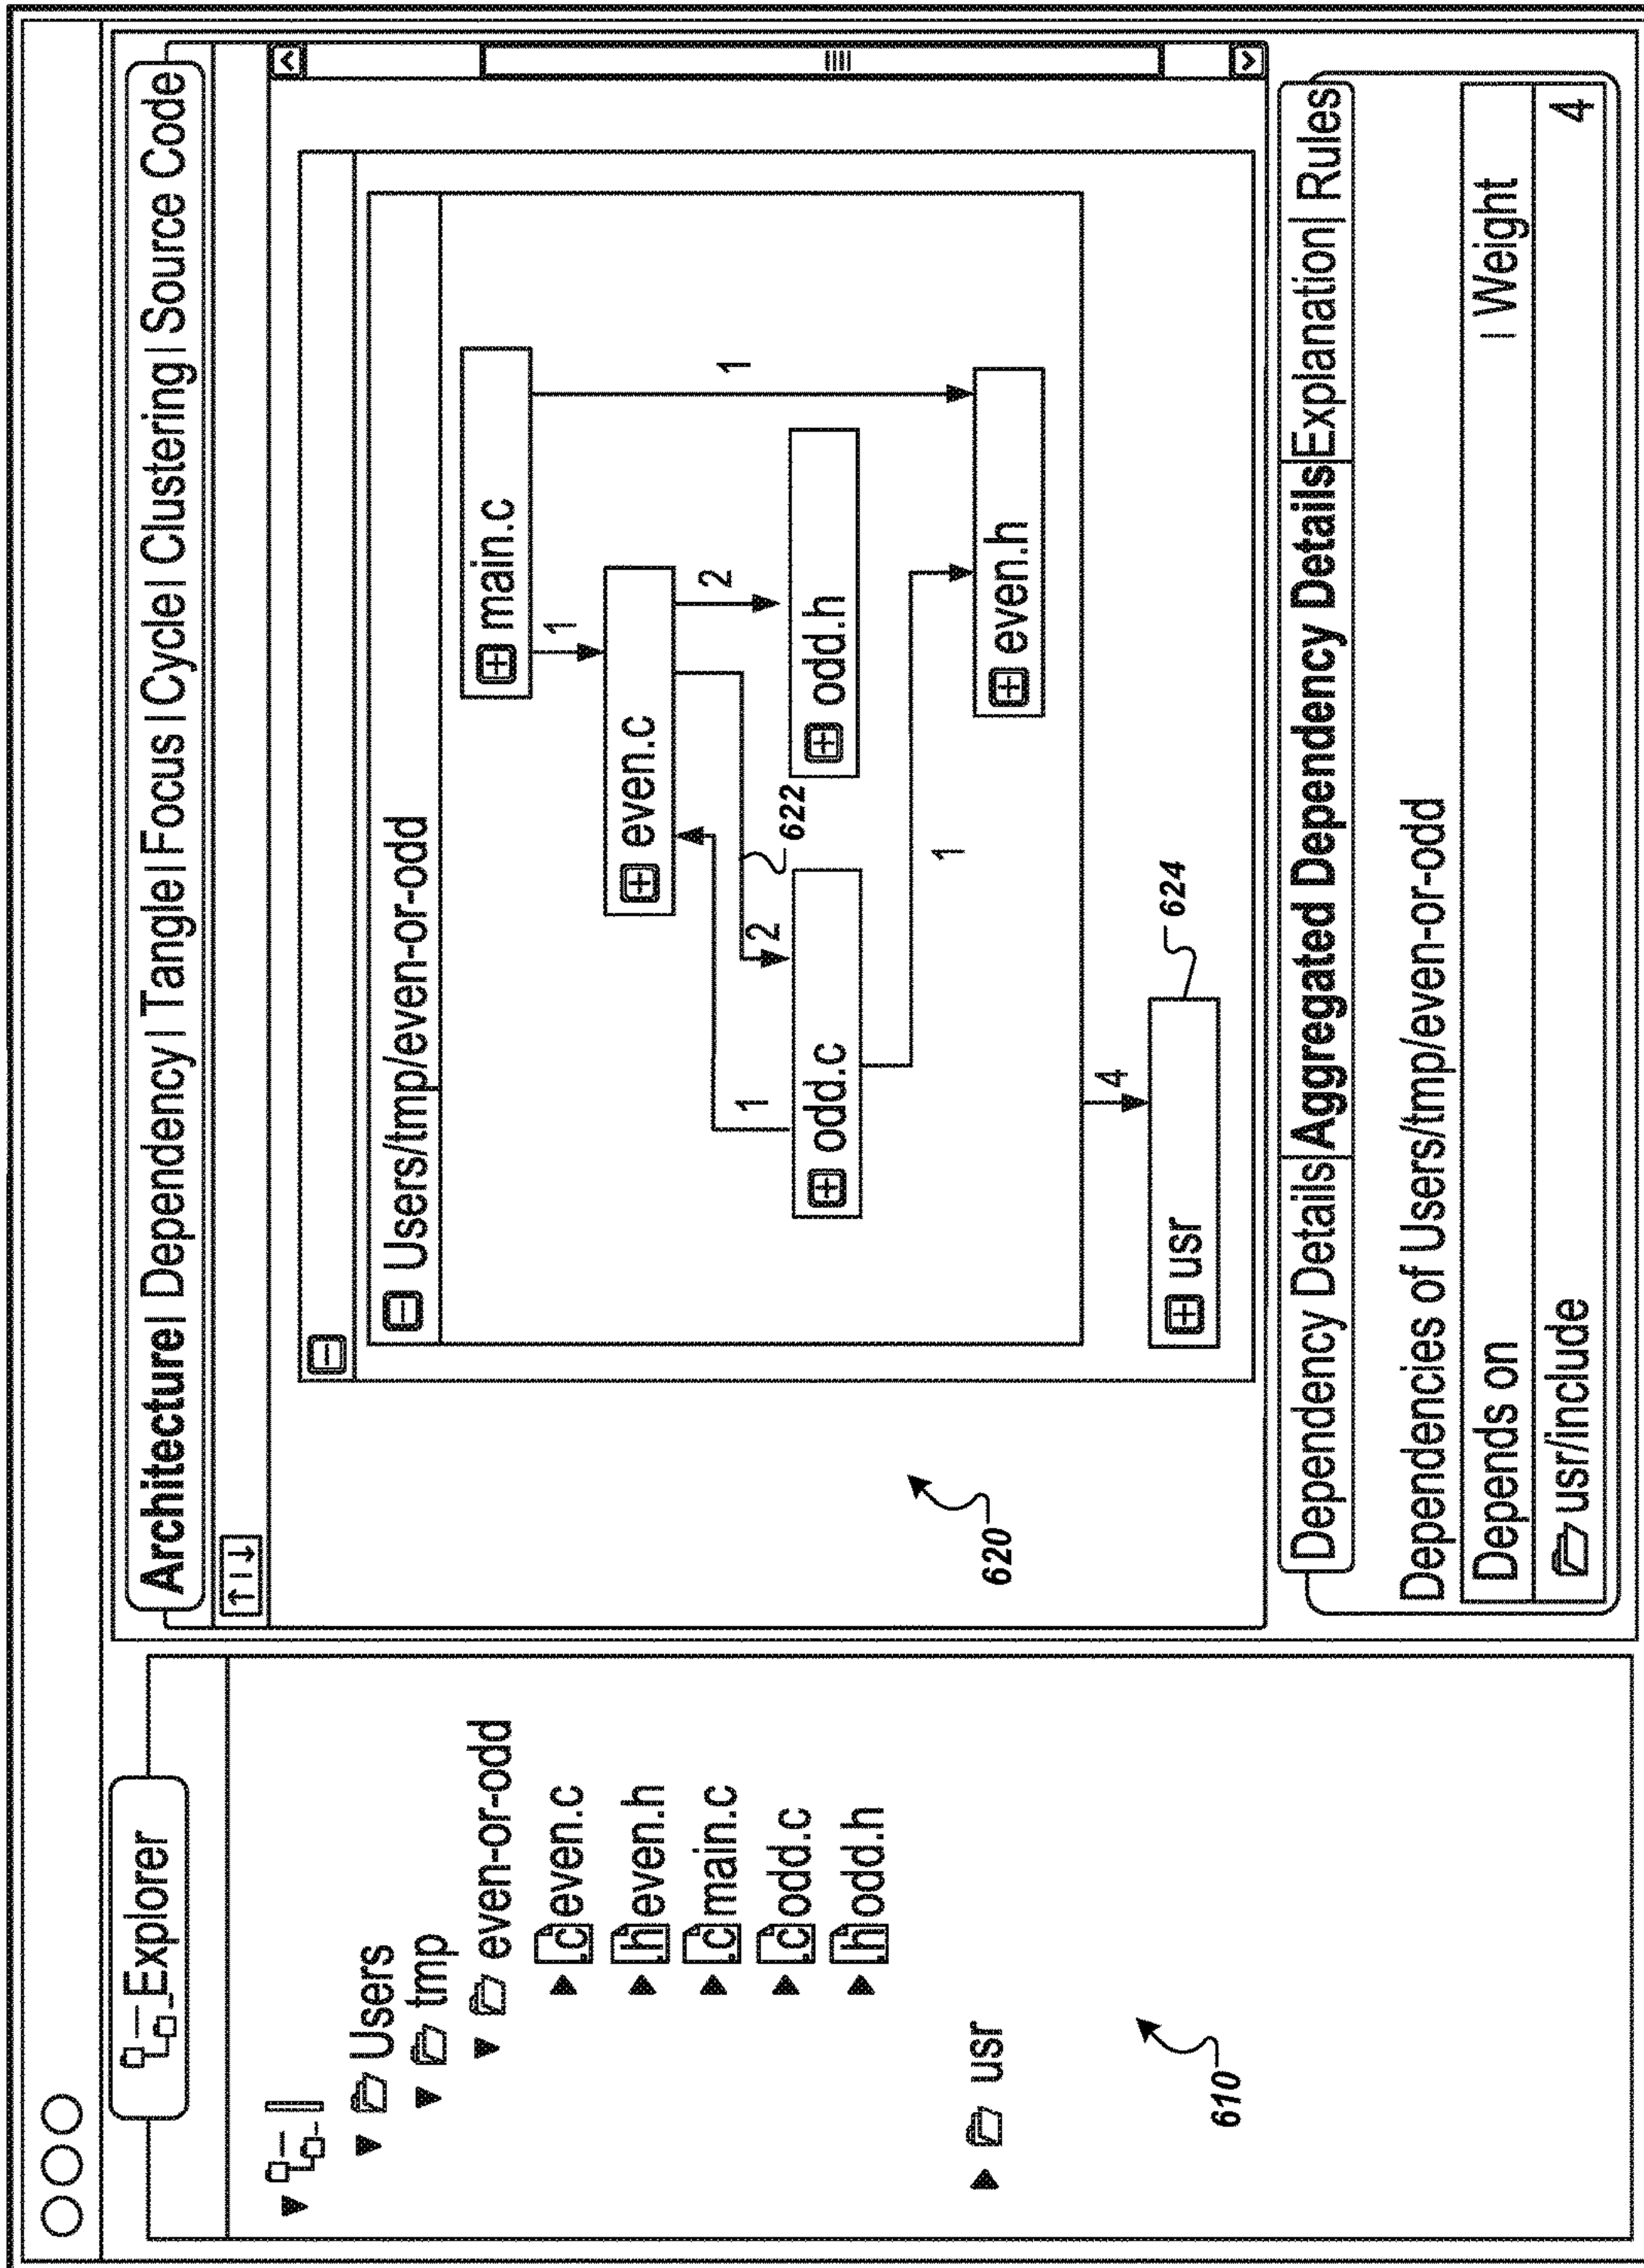 Explorer
Users
tmp
even-or-odd
.c even.c
.h even.h
.c main.c
.c odd.c
.h odd.h
usr
610
Architecture | Dependency | Tangle | Focus | Cycle | Clustering | Source Code
Users/tmp/even-or-odd
main.c
1
1
even.c
2
622
2
1
odd.c
odd.h
1
even.h
4
usr
624
620
Dependency Details | Aggregated Dependency Details | Explanation | Rules
Dependencies of Users/tmp/even-or-odd
Depends on | Weight
usr/include 4